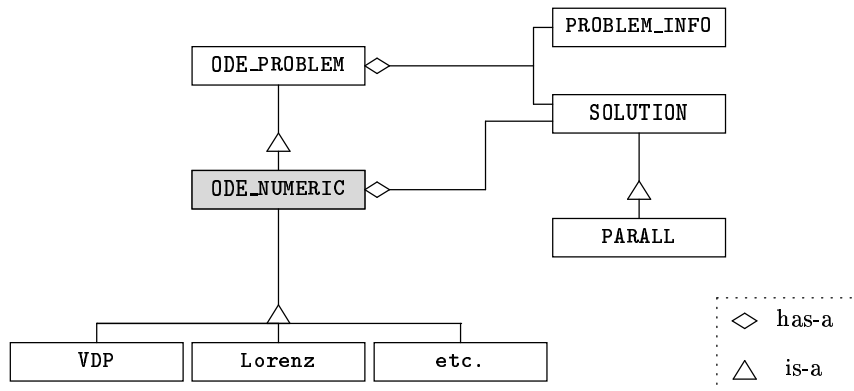 PROBLEM_INFO
ODE_PROBLEM
SOLUTION
ODE_NUMERIC
PARALL
VDP
Lorenz
etc.
has-a
is-a